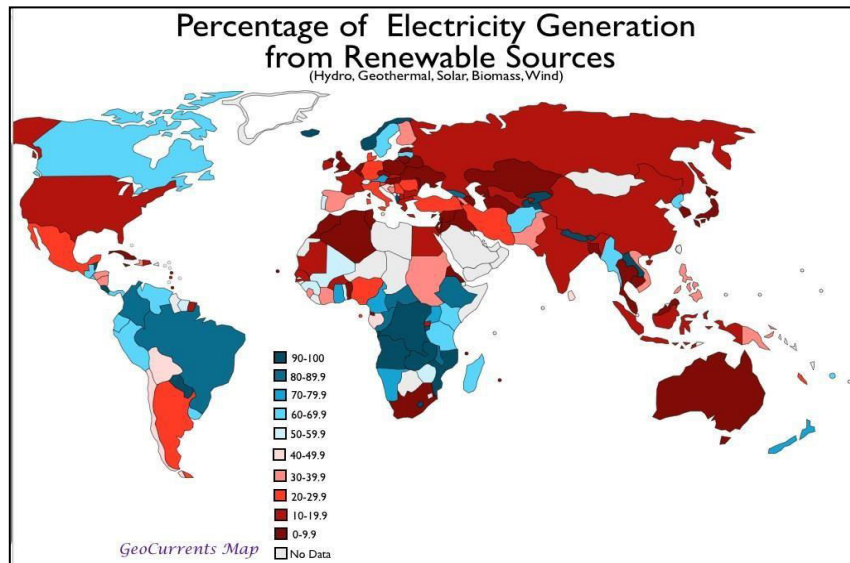 Percentage of Electricity Generation
from Renewable Sources
(Hydro, Geothermal, Solar, Biomass, Wind)
90-100
80-89.9
70-79.9
60-69.9
50-59.9
40-49.9
30-39.9
20-29.9
10-19.9
0-9.9
No Data
GeoCurrents Map